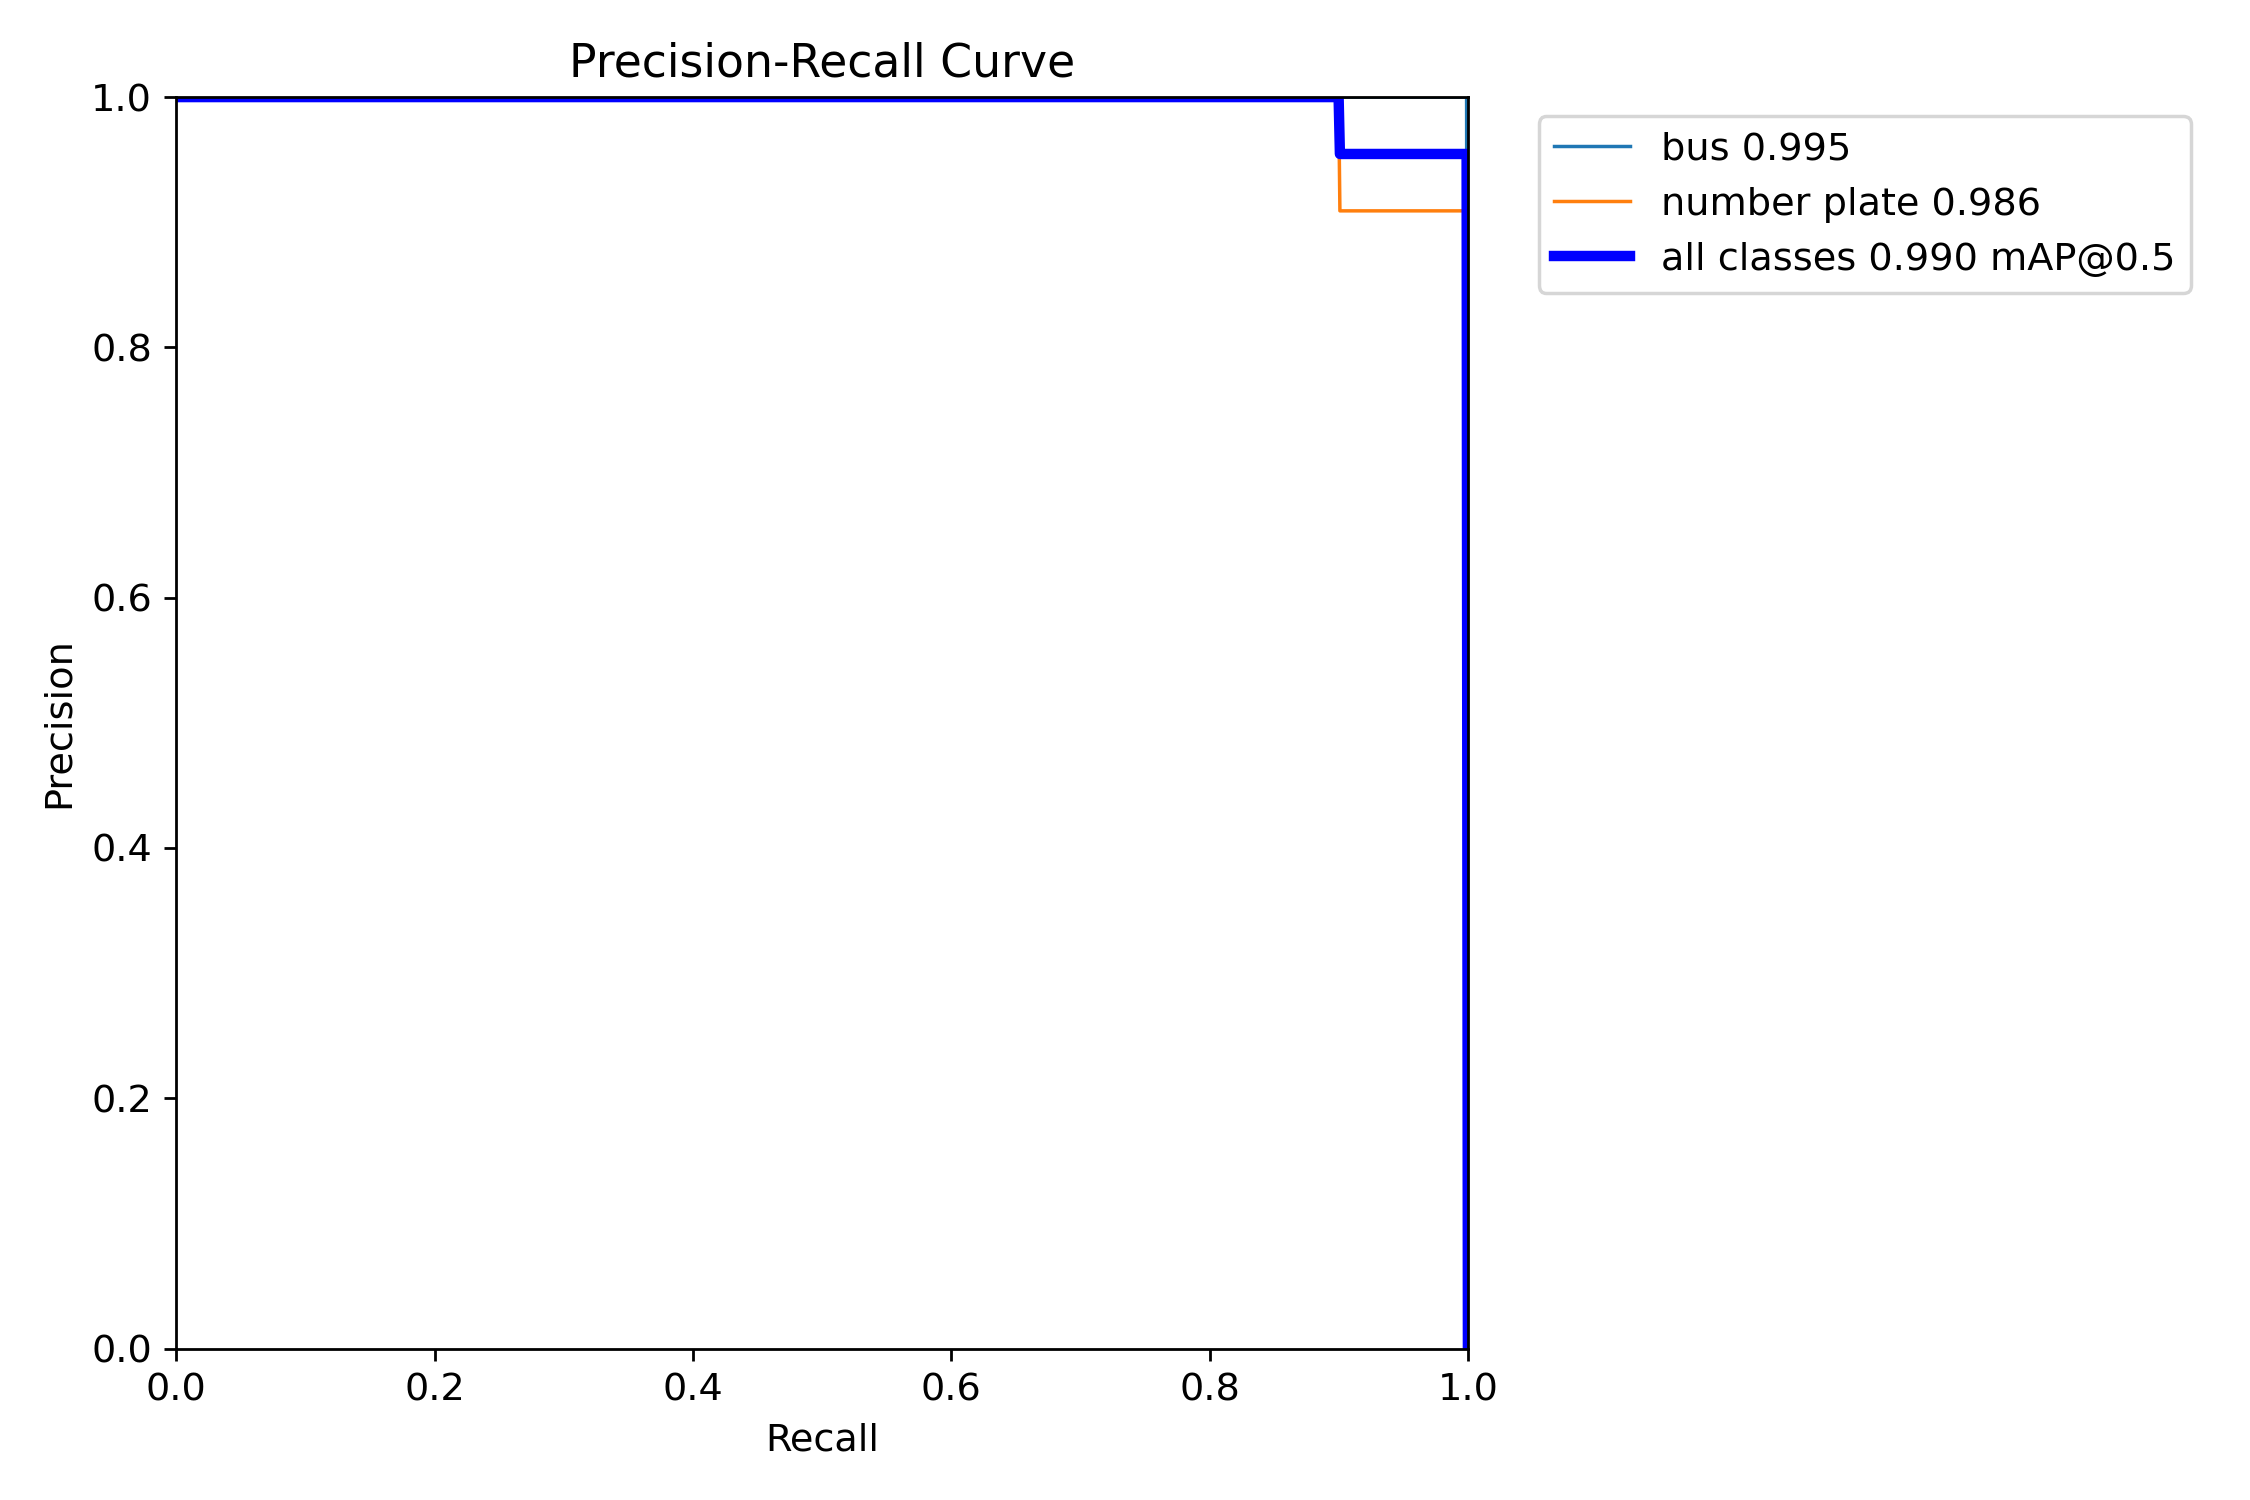 Precision-Recall Curve
1.0
0.8
0.6
0.4
0.2
0.0
Precision
0.0 0.2 0.4 0.6 0.8 1.0
Recall
bus 0.995
number plate 0.986
all classes 0.990 mAP@0.5